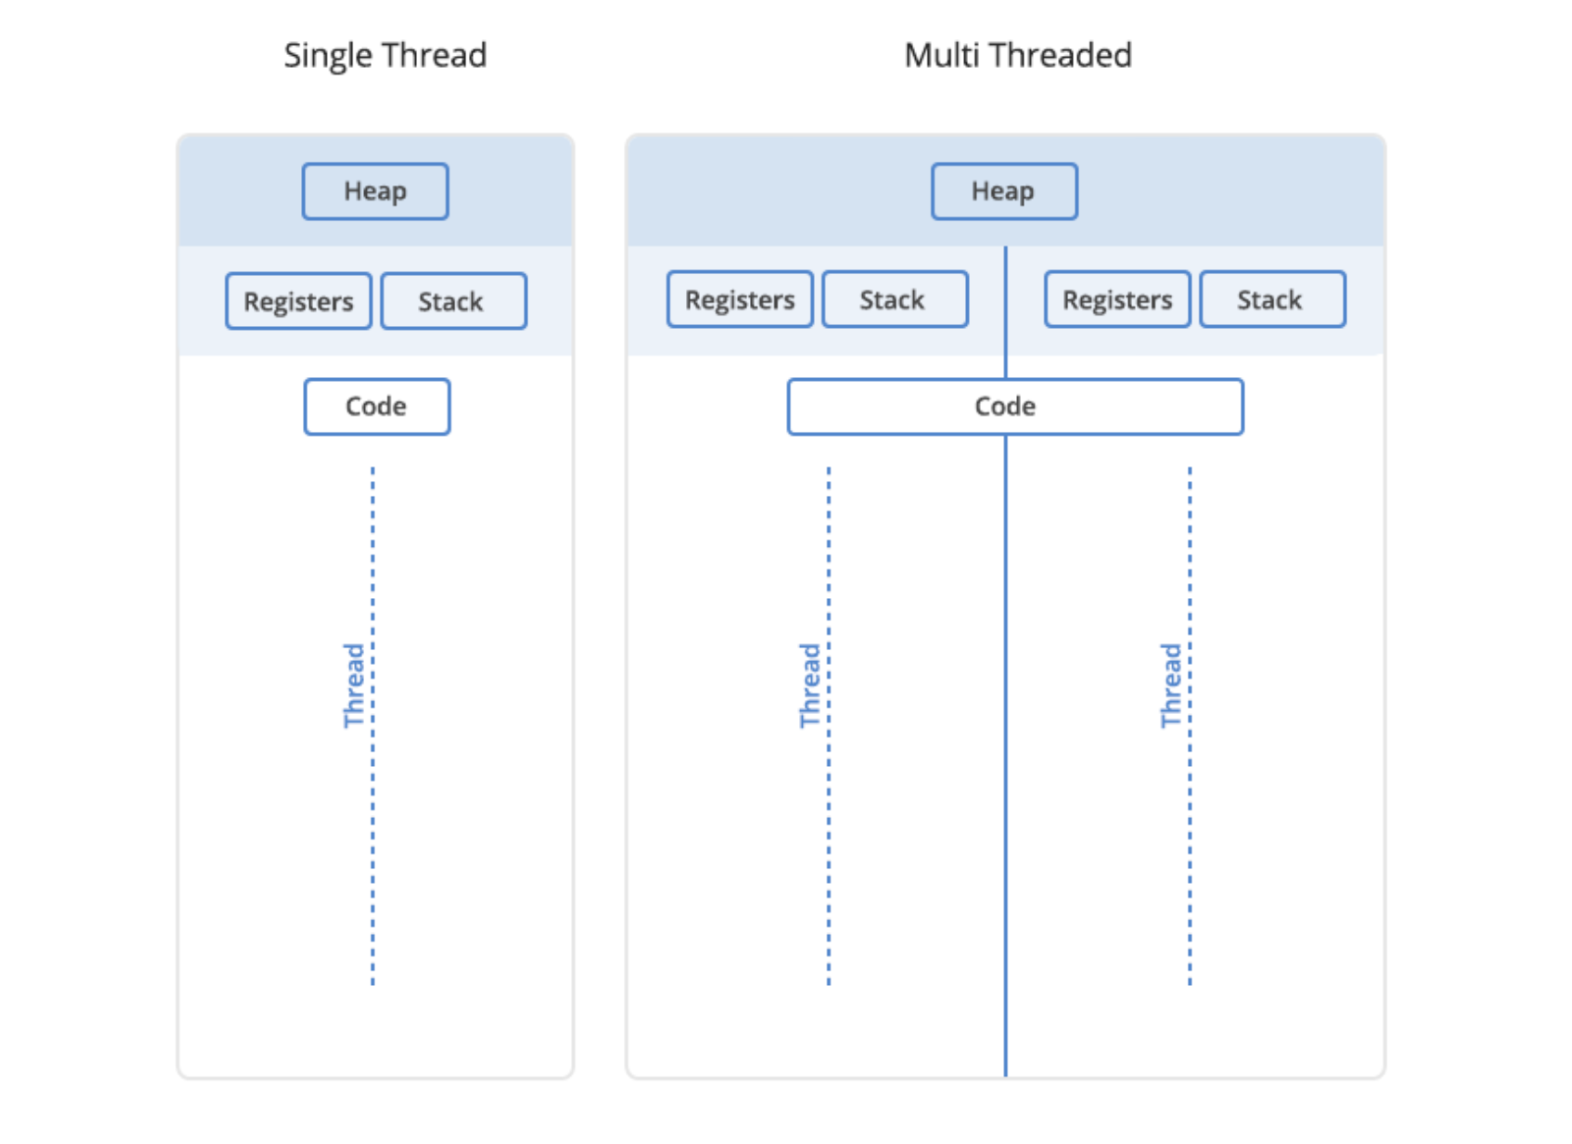 Single Thread
Multi Threaded
Heap
Heap
Registers
Stack
Registers
Stack
Registers
Stack
Code
Code
Thread
Thread
Thread